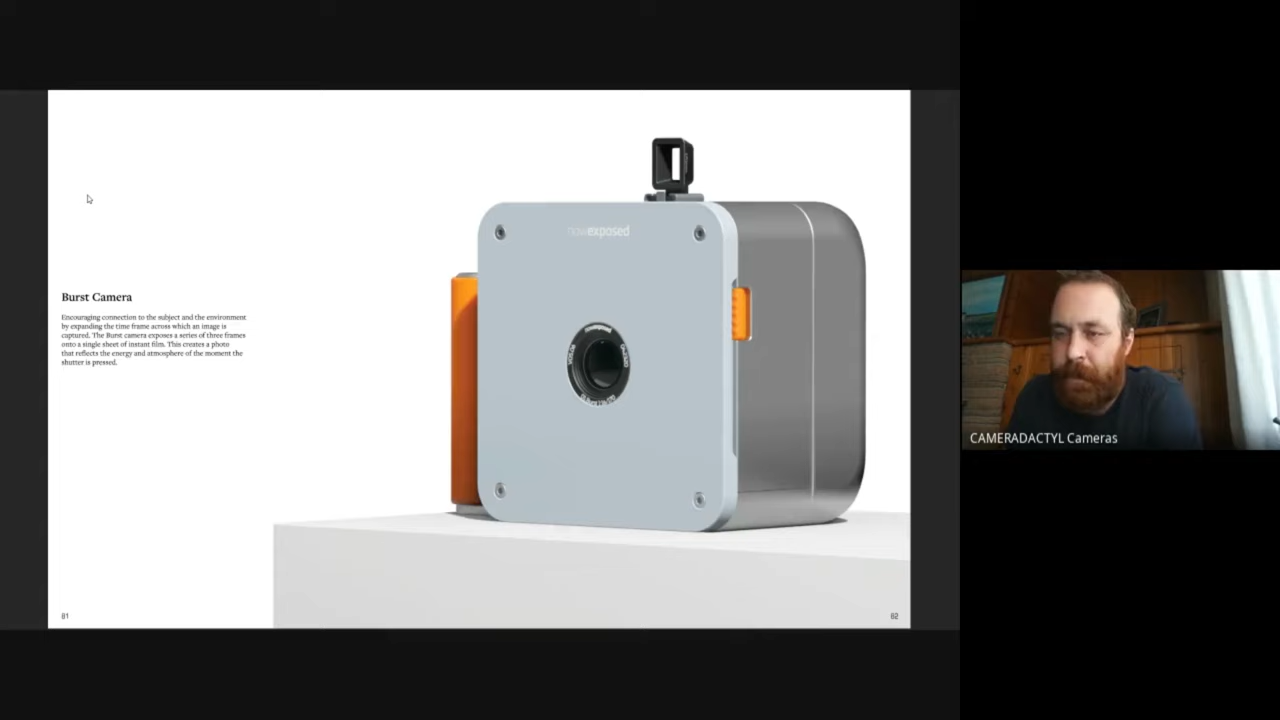 nowexposed
Burst Camera
Encouraging connection to the subject and the environment
by expanding the time frame across which an image is
captured. The Burst camera exposes a series of three frames
onto a single sheet of instant film. This creates a photo
that reflects the energy and atmosphere of the moment the
shutter is pressed.
nowexposed
81
82
CAMERADACTYL Cameras